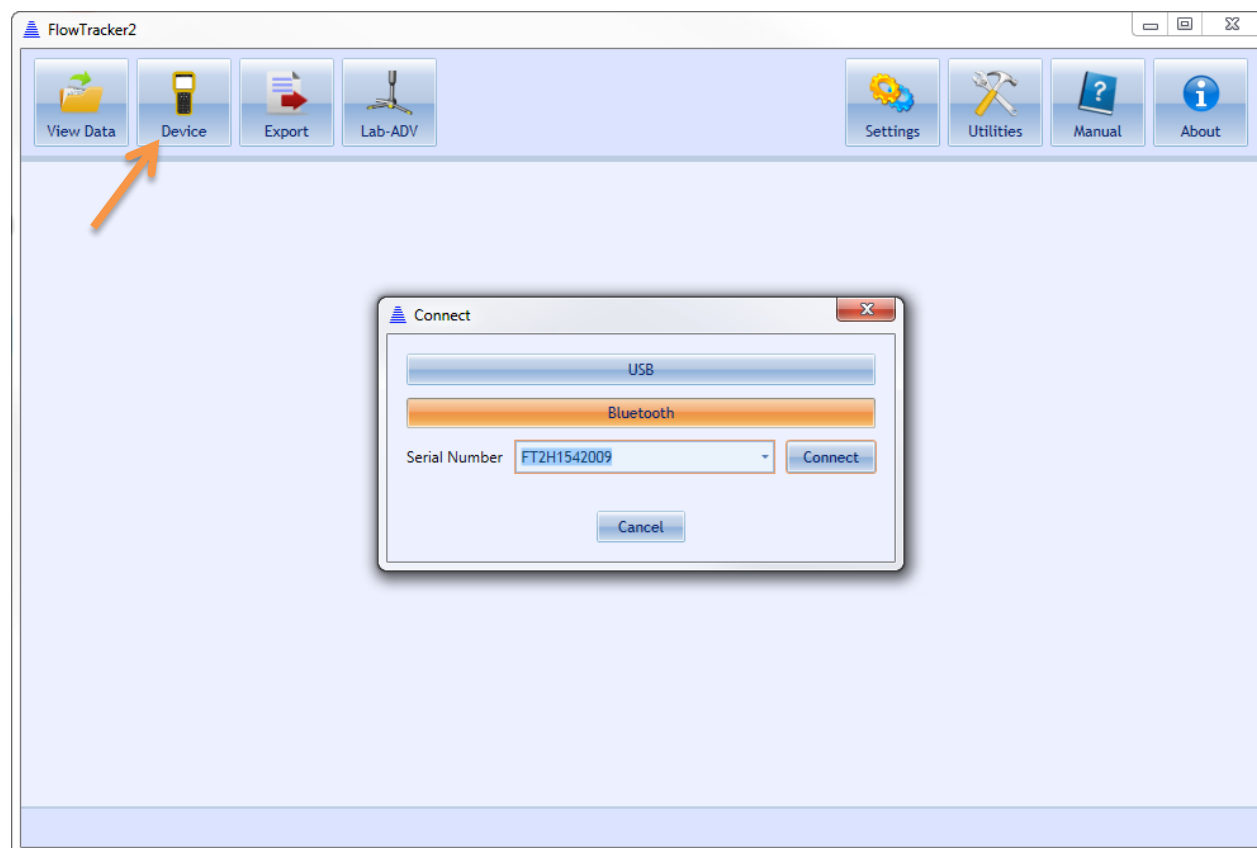 FlowTracker2
View Data
Device
Export
Lab-ADV
Settings
Utilities
Manual
About
Connect
USB
Bluetooth
Serial Number FT2H1542009 Connect
Cancel